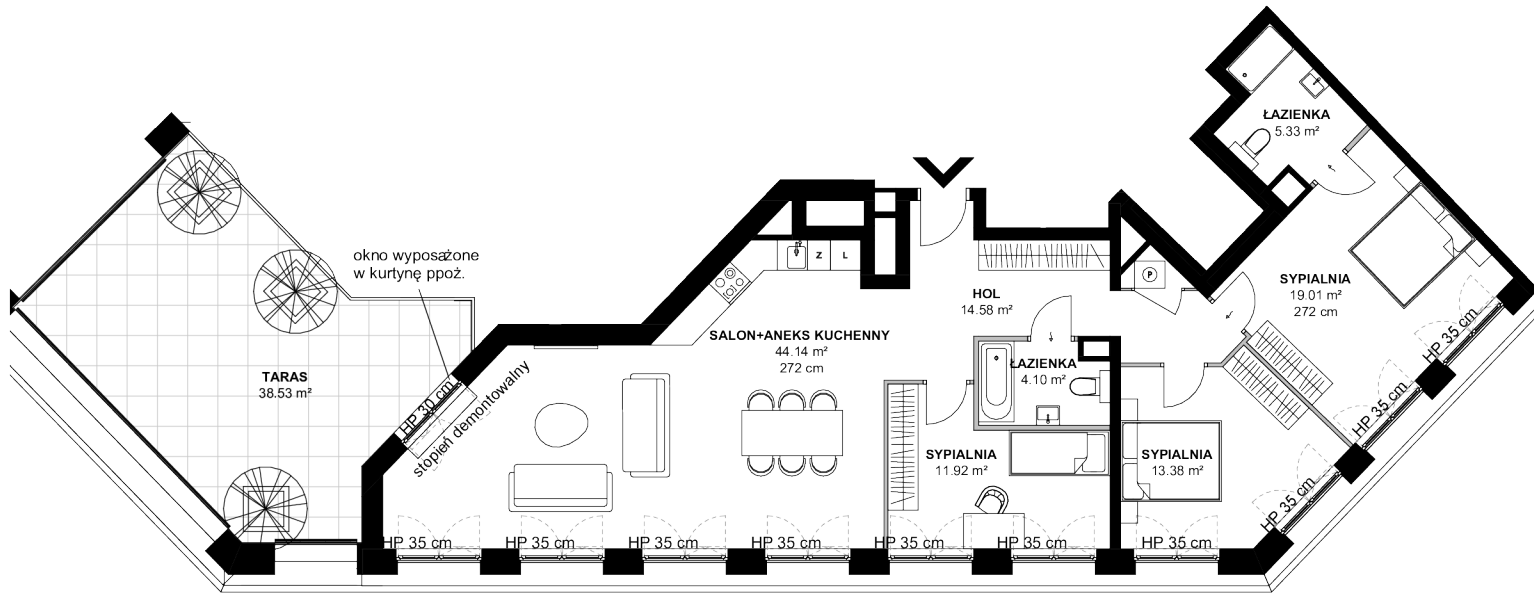 ŁAZIENKA
5.33 m²
okno wyposażone
w kurtynę ppoż.
Z
L
P
SYPIALNIA
19.01 m²
272 cm
HOL
14.58 m²
SALON+ANEKS KUCHENNY
44.14 m²
272 cm
ŁAZIENKA
4.10 m²
TARAS
38.53 m²
HP 30 cm
stopień demontowalny
SYPIALNIA
11.92 m²
SYPIALNIA
13.38 m²
HP 35 cm
HP 35 cm
HP 35 cm
HP 35 cm
HP 35 cm
HP 35 cm
HP 35 cm
HP 35 cm
HP 35 cm
HP 35 cm